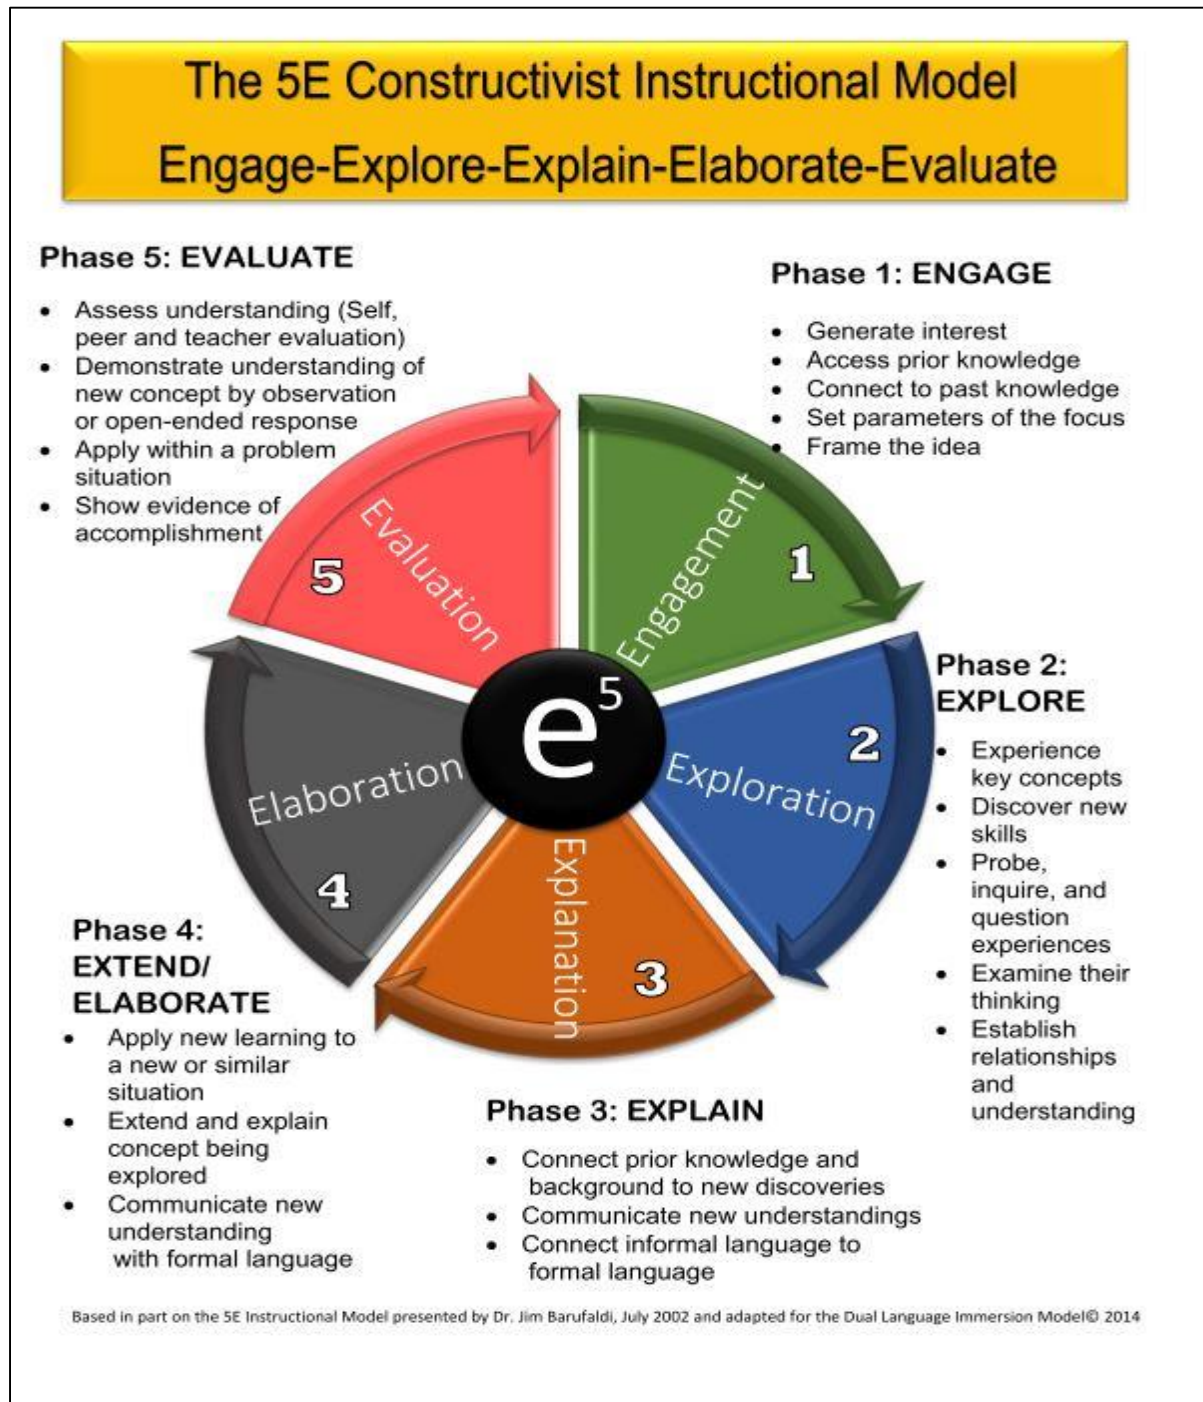 The 5E Constructivist Instructional Model
Engage-Explore-Explain-Elaborate-Evaluate
Phase 5: EVALUATE
• Assess understanding (Self,
peer and teacher evaluation)
• Demonstrate understanding of
new concept by observation
or open-ended response
• Apply within a problem
situation
• Show evidence of
accomplishment
Phase 1: ENGAGE
• Generate interest
• Access prior knowledge
• Connect to past knowledge
• Set parameters of the focus
• Frame the idea
Evaluation
5
Engagement
1
e5
Exploration
2
Explanation
3
Elaboration
4
Phase 2:
EXPLORE
• Experience
key concepts
• Discover new
skills
• Probe,
inquire, and
question
experiences
• Examine their
thinking
• Establish
relationships
and
understanding
Phase 3: EXPLAIN
• Connect prior knowledge and
background to new discoveries
• Communicate new understandings
• Connect informal language to
formal language
Phase 4:
EXTEND/
ELABORATE
• Apply new learning to
a new or similar
situation
• Extend and explain
concept being
explored
• Communicate new
understanding
with formal language
Based in part on the 5E Instructional Model presented by Dr. Jim Barufaldi, July 2002 and adapted for the Dual Language Immersion Model© 2014